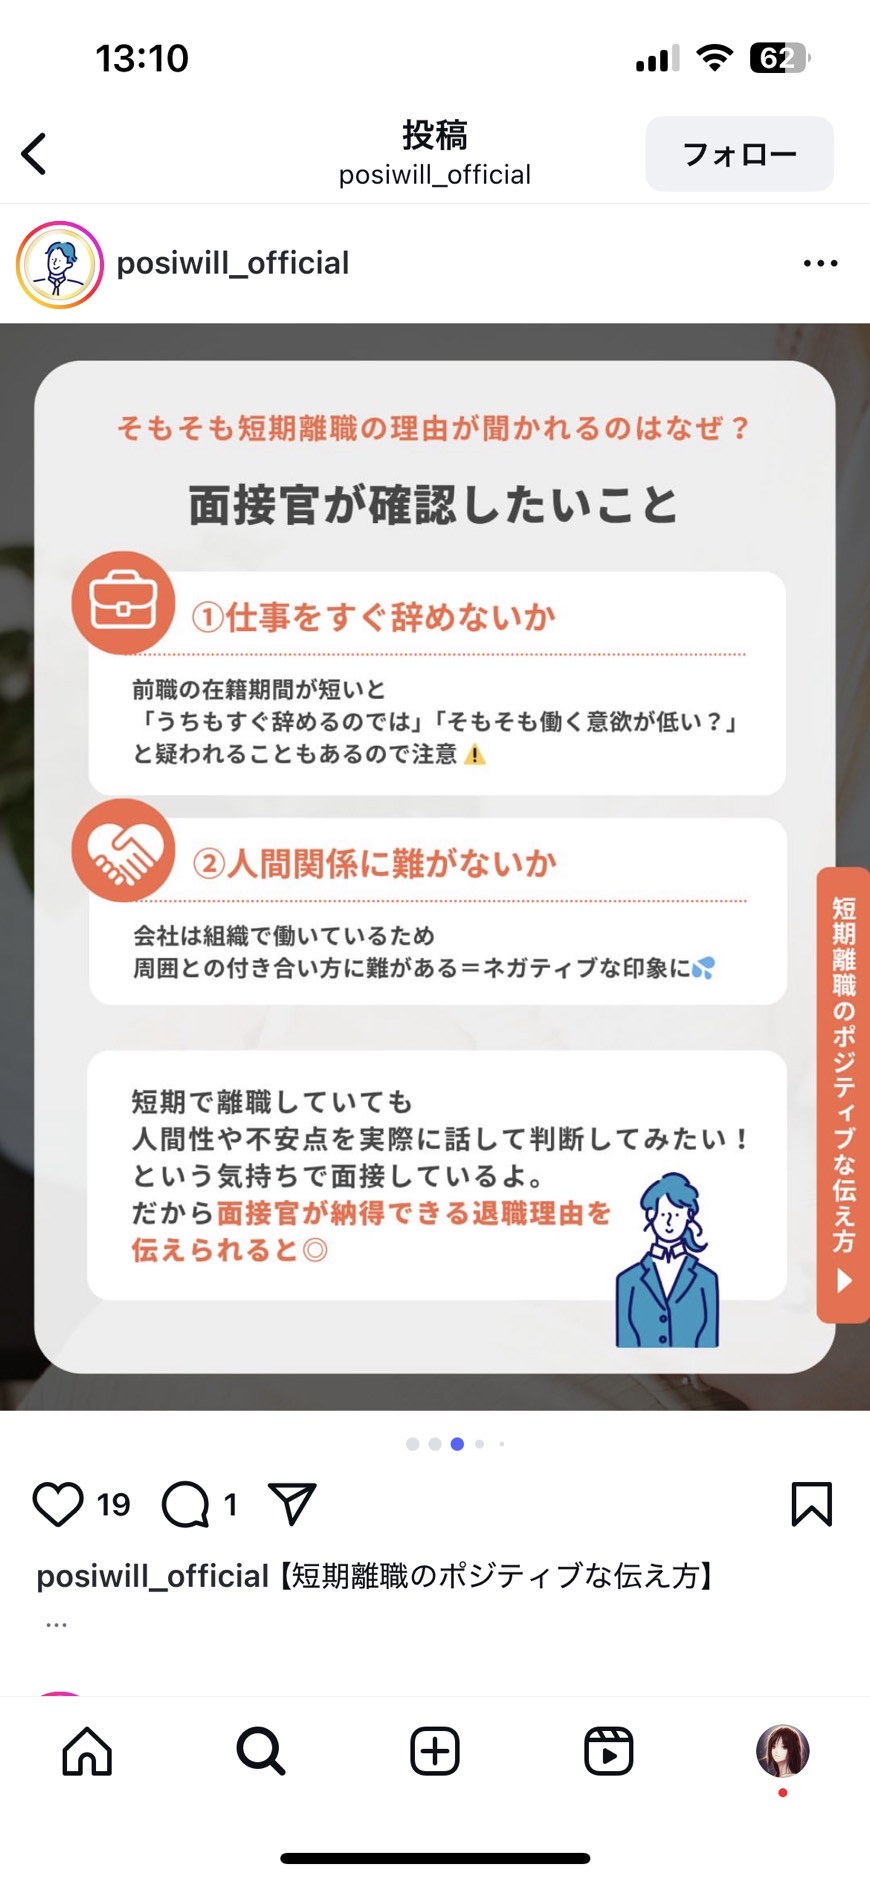 13:10
62
投稿
posiwill_official
フォロー
posiwill_official
そもそも短期離職の理由が聞かれるのはなぜ？
面接官が確認したいこと
①仕事をすぐ辞めないか
前職の在籍期間が短いと
「うちもすぐ辞めるのでは」「そもそも働く意欲が低い？」
と疑われることもあるので注意⚠️
②人間関係に難がないか
会社は組織で働いているため
周囲との付き合い方に難がある＝ネガティブな印象に💦
短期で離職していても
人間性や不安点を実際に話して判断してみたい！
という気持ちで面接しているよ。
だから面接官が納得できる退職理由を
伝えられると◎
短期離職のポジティブな伝え方▶
19
1
posiwill_official【短期離職のポジティブな伝え方】
...